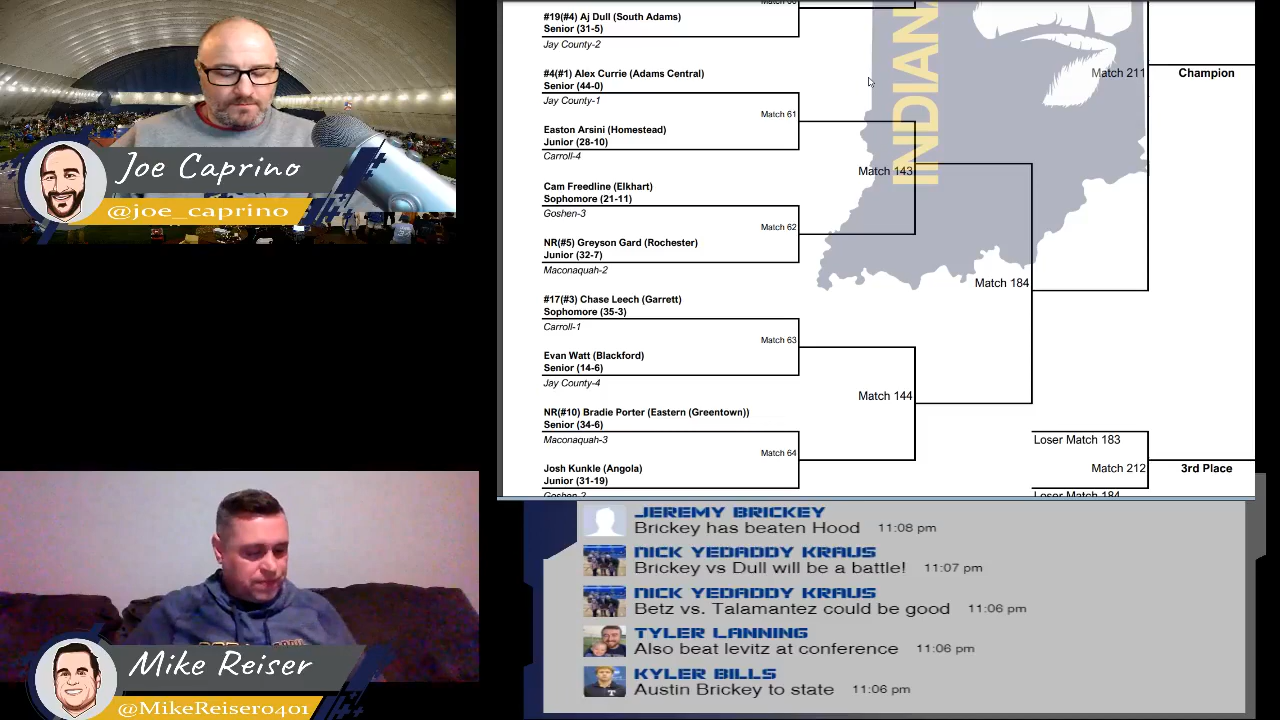 Joe Caprino
@joe_caprino
#19(#4) Aj Dull (South Adams)
Senior (31-5)
Jay County-2
#4(#1) Alex Currie (Adams Central)
Senior (44-0)
Jay County-1
Match 61
Easton Arsini (Homestead)
Junior (28-10)
Carroll-4
Match 143
Cam Freedline (Elkhart)
Sophomore (21-11)
Goshen-3
Match 62
NR(#5) Greyson Gard (Rochester)
Junior (32-7)
Maconaquah-2
Match 184
#17(#3) Chase Leech (Garrett)
Sophomore (35-3)
Carroll-1
Match 63
Evan Watt (Blackford)
Senior (14-6)
Jay County-4
Match 144
NR(#10) Bradie Porter (Eastern (Greentown))
Senior (34-6)
Maconaquah-3
Match 64
Josh Kunkle (Angola)
Junior (31-19)
Goshen-2
INDIANA
Match 211
Champion
Loser Match 183
Match 212
3rd Place
Loser Match 184
Mike Reiser
@MikeReiser0401
JEREMY BRICKEY
Brickey has beaten Hood 11:08 pm
NICK YEDADDY KRAUS
Brickey vs Dull will be a battle! 11:07 pm
NICK YEDADDY KRAUS
Betz vs. Talamantez could be good 11:06 pm
TYLER LANNING
Also beat levitz at conference 11:06 pm
KYLER BILLS
Austin Brickey to state 11:06 pm